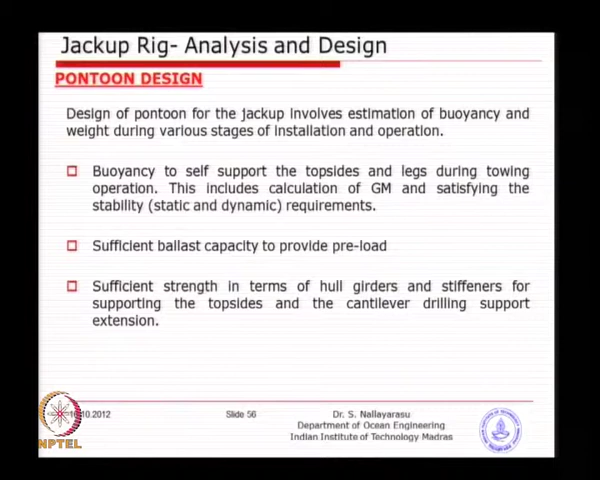 Jackup Rig- Analysis and Design
PONTOON DESIGN
Design of pontoon for the jackup involves estimation of buoyancy and
weight during various stages of installation and operation.
Buoyancy to self support the topsides and legs during towing
operation. This includes calculation of GM and satisfying the
stability (static and dynamic) requirements.
Sufficient ballast capacity to provide pre-load
Sufficient strength in terms of hull girders and stiffeners for
supporting the topsides and the cantilever drilling support
extension.
10.2012
Slide 56
Dr. S. Nallayarasu
Department of Ocean Engineering
Indian Institute of Technology Madras
NPTEL